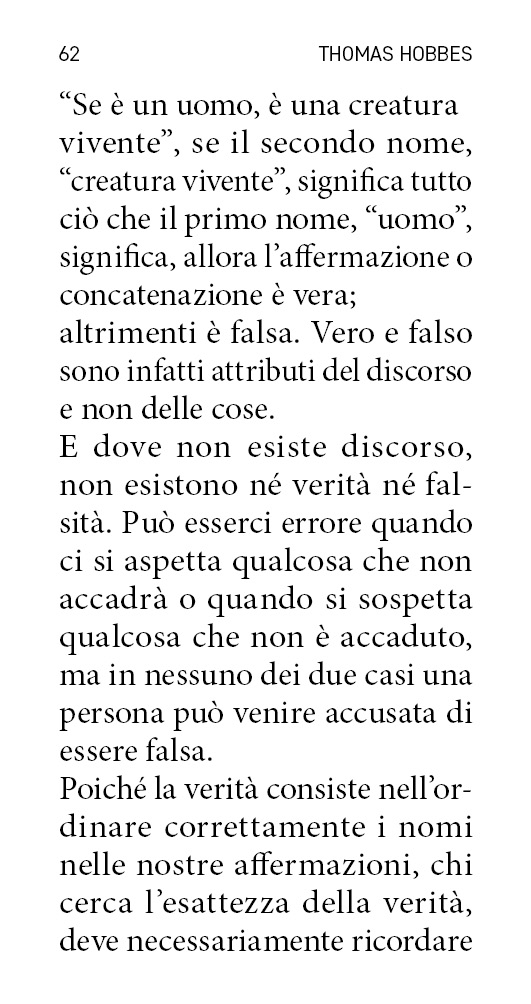 62 THOMAS HOBBES
“Se è un uomo, è una creatura
vivente”, se il secondo nome,
“creatura vivente”, significa tutto
ciò che il primo nome, “uomo”,
significa, allora l’affermazione o
concatenazione è vera;
altrimenti è falsa. Vero e falso
sono infatti attributi del discorso
e non delle cose.
E dove non esiste discorso,
non esistono né verità né fal-
sità. Può esserci errore quando
ci si aspetta qualcosa che non
accadrà o quando si sospetta
qualcosa che non è accaduto,
ma in nessuno dei due casi una
persona può venire accusata di
essere falsa.
Poiché la verità consiste nell’or-
dinare correttamente i nomi
nelle nostre affermazioni, chi
cerca l’esattezza della verità,
deve necessariamente ricordare